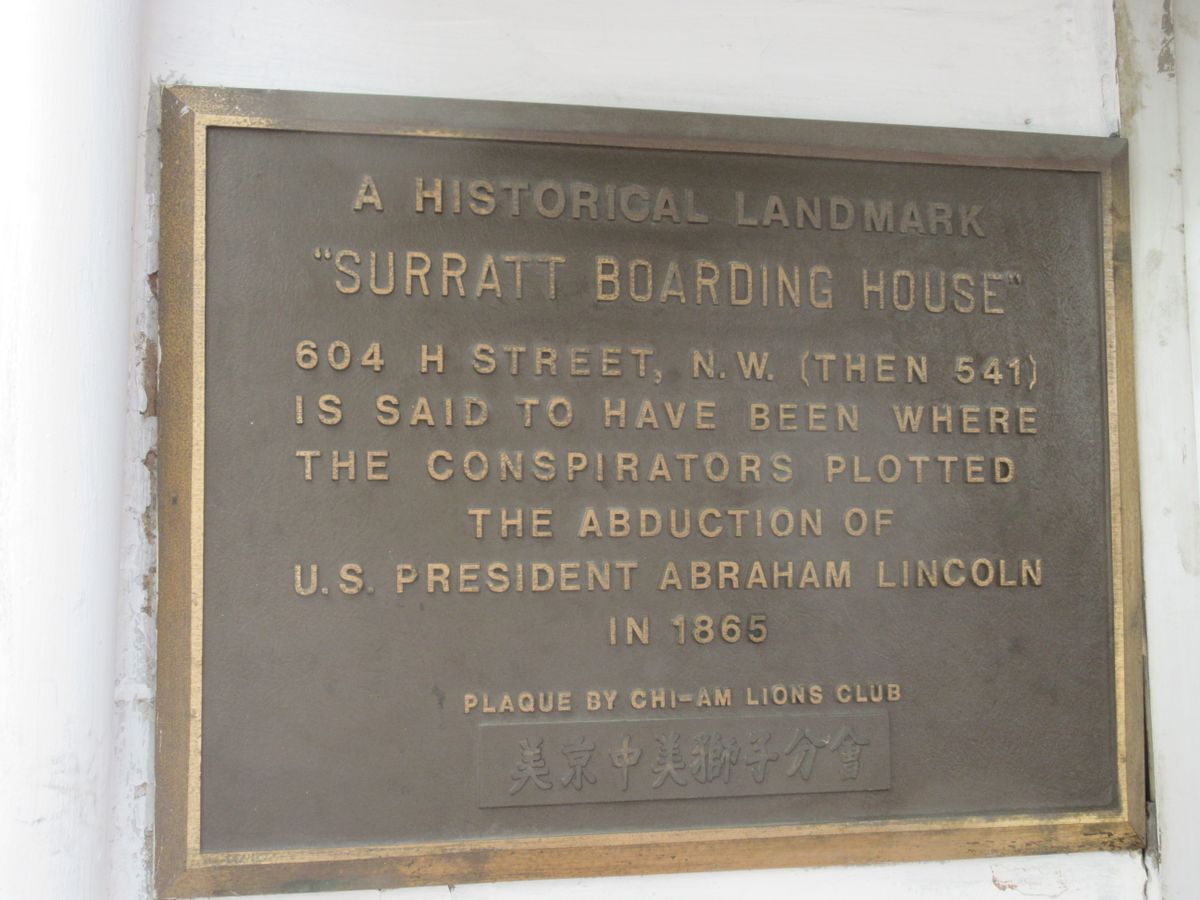 A HISTORICAL LANDMARK
"SURRATT BOARDING HOUSE"
604 H STREET, N.W. (THEN 541)
IS SAID TO HAVE BEEN WHERE
THE CONSPIRATORS PLOTTED
THE ABDUCTION OF
U.S. PRESIDENT ABRAHAM LINCOLN
IN 1865
PLAQUE BY CHI-AM LIONS CLUB
美京中美獅子分會